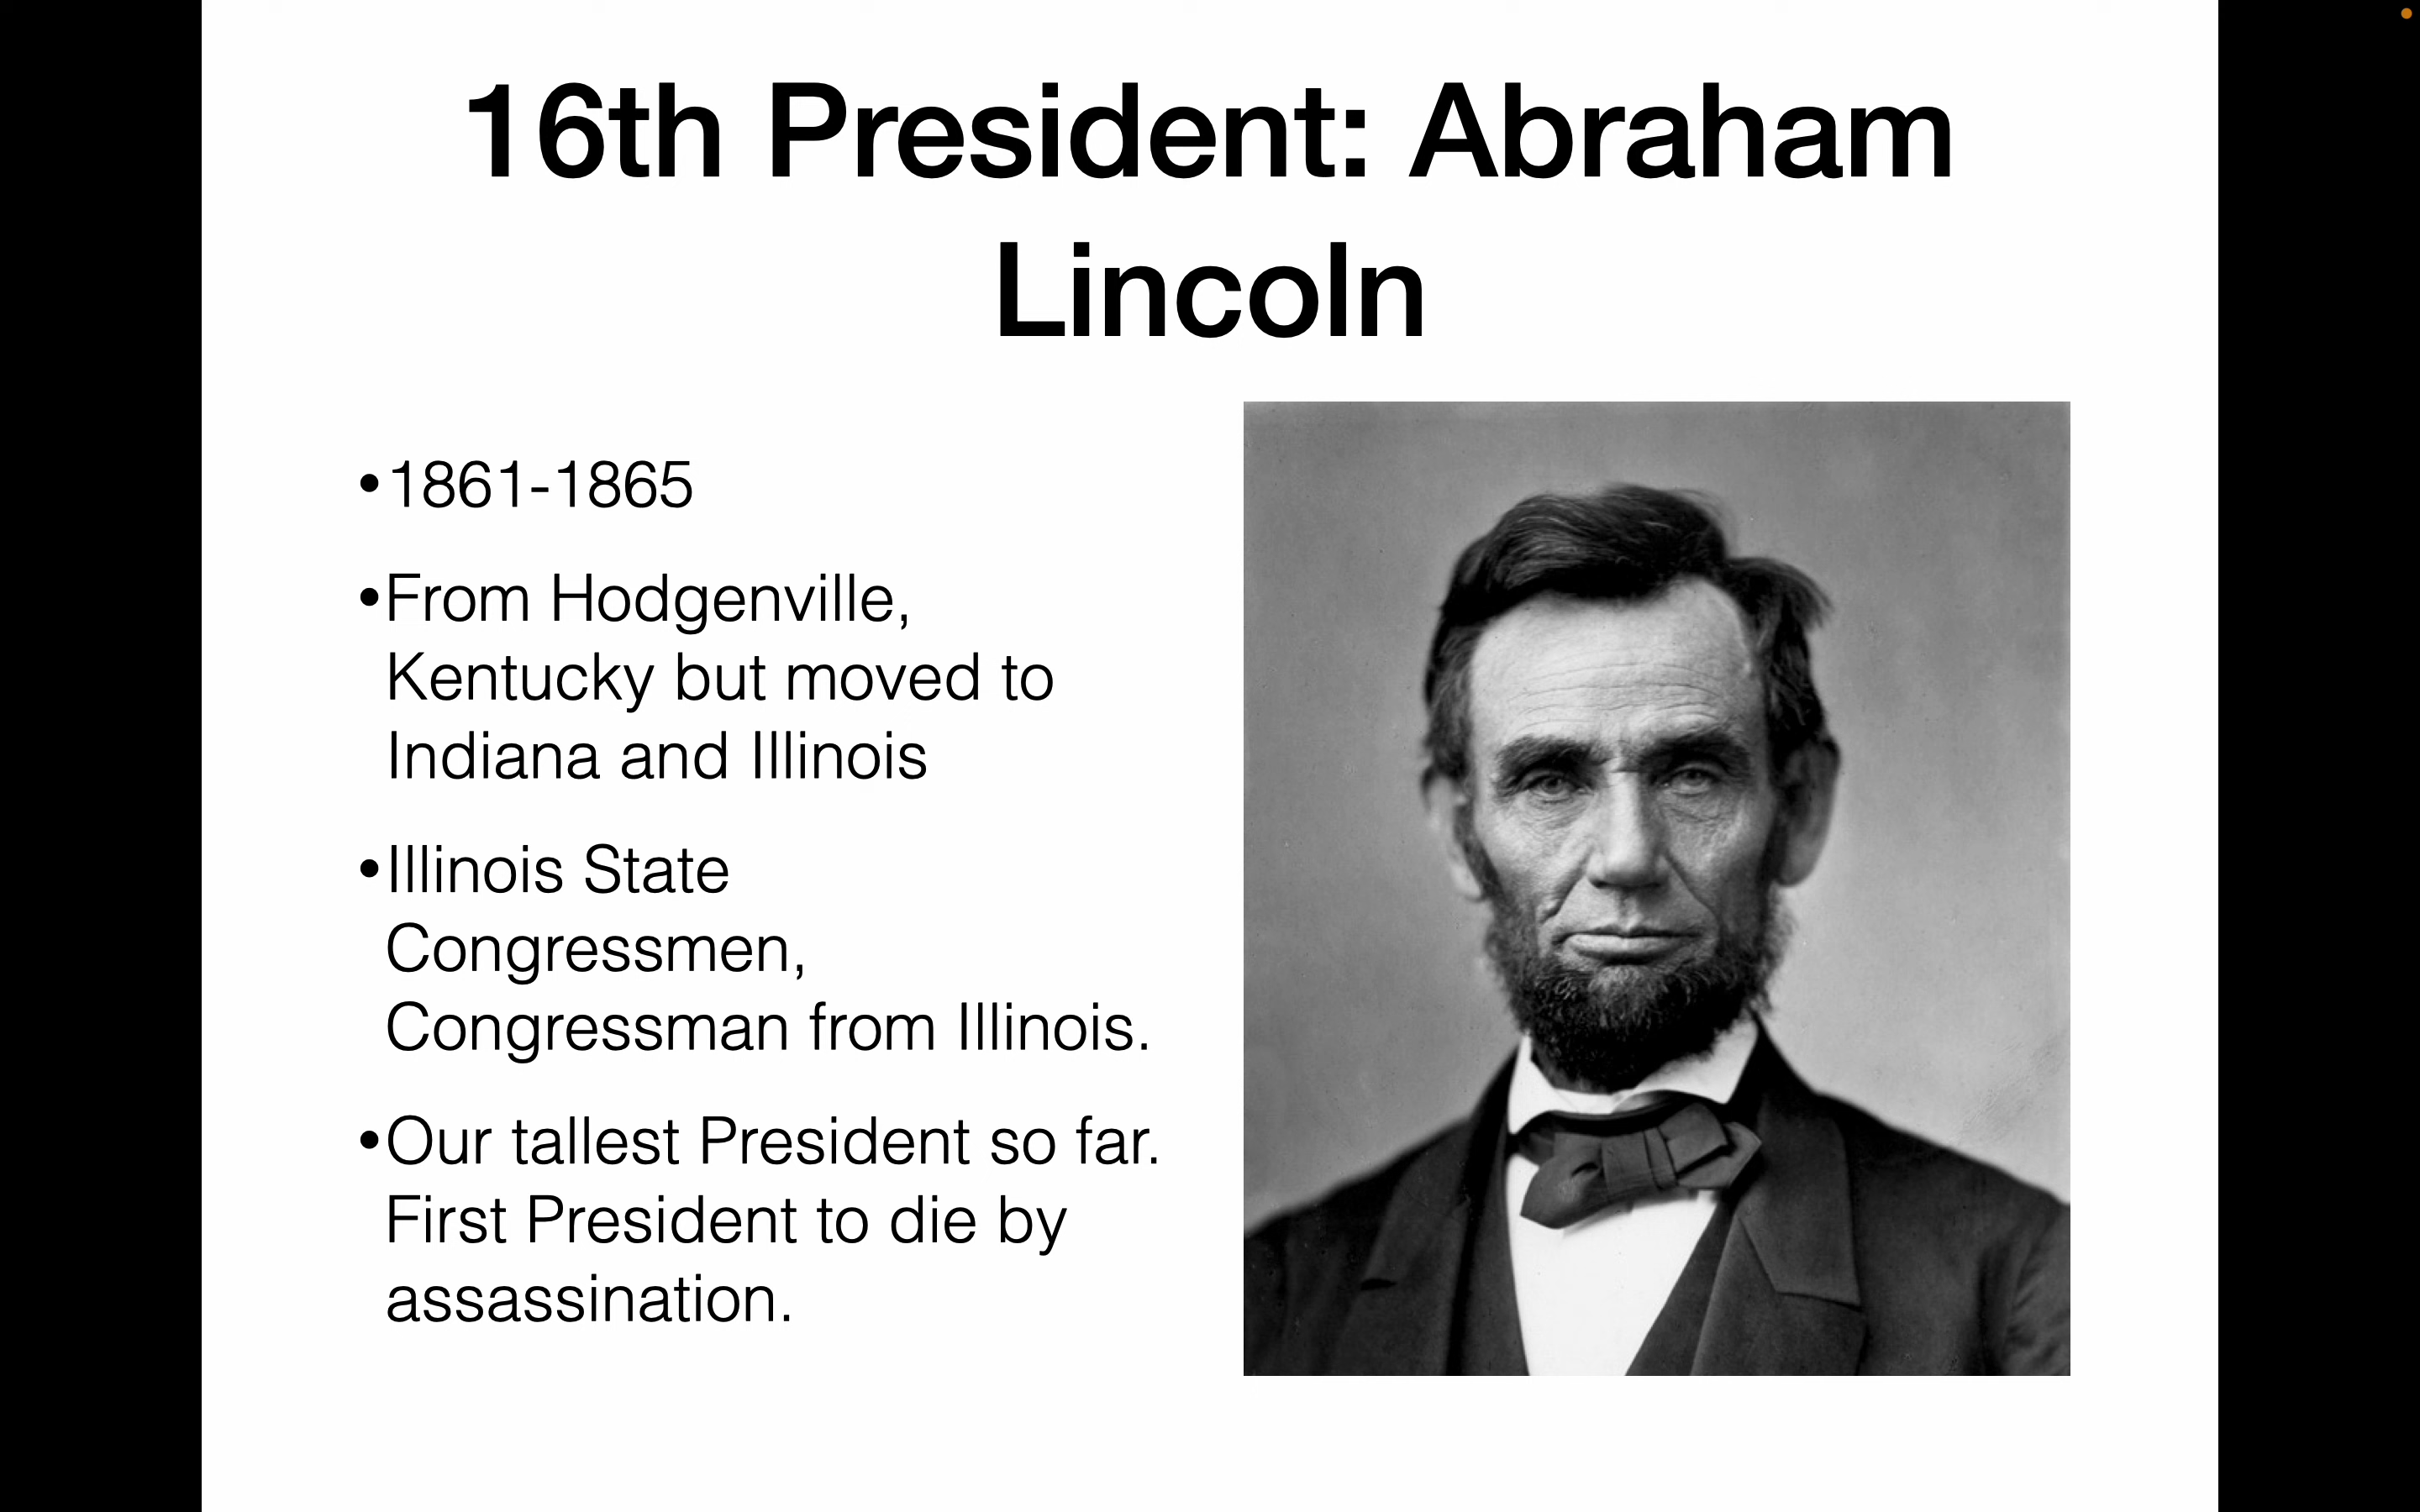 16th President: Abraham
Lincoln
•1861-1865
•From Hodgenville,
Kentucky but moved to
Indiana and Illinois
•Illinois State
Congressmen,
Congressman from Illinois.
•Our tallest President so far.
First President to die by
assassination.